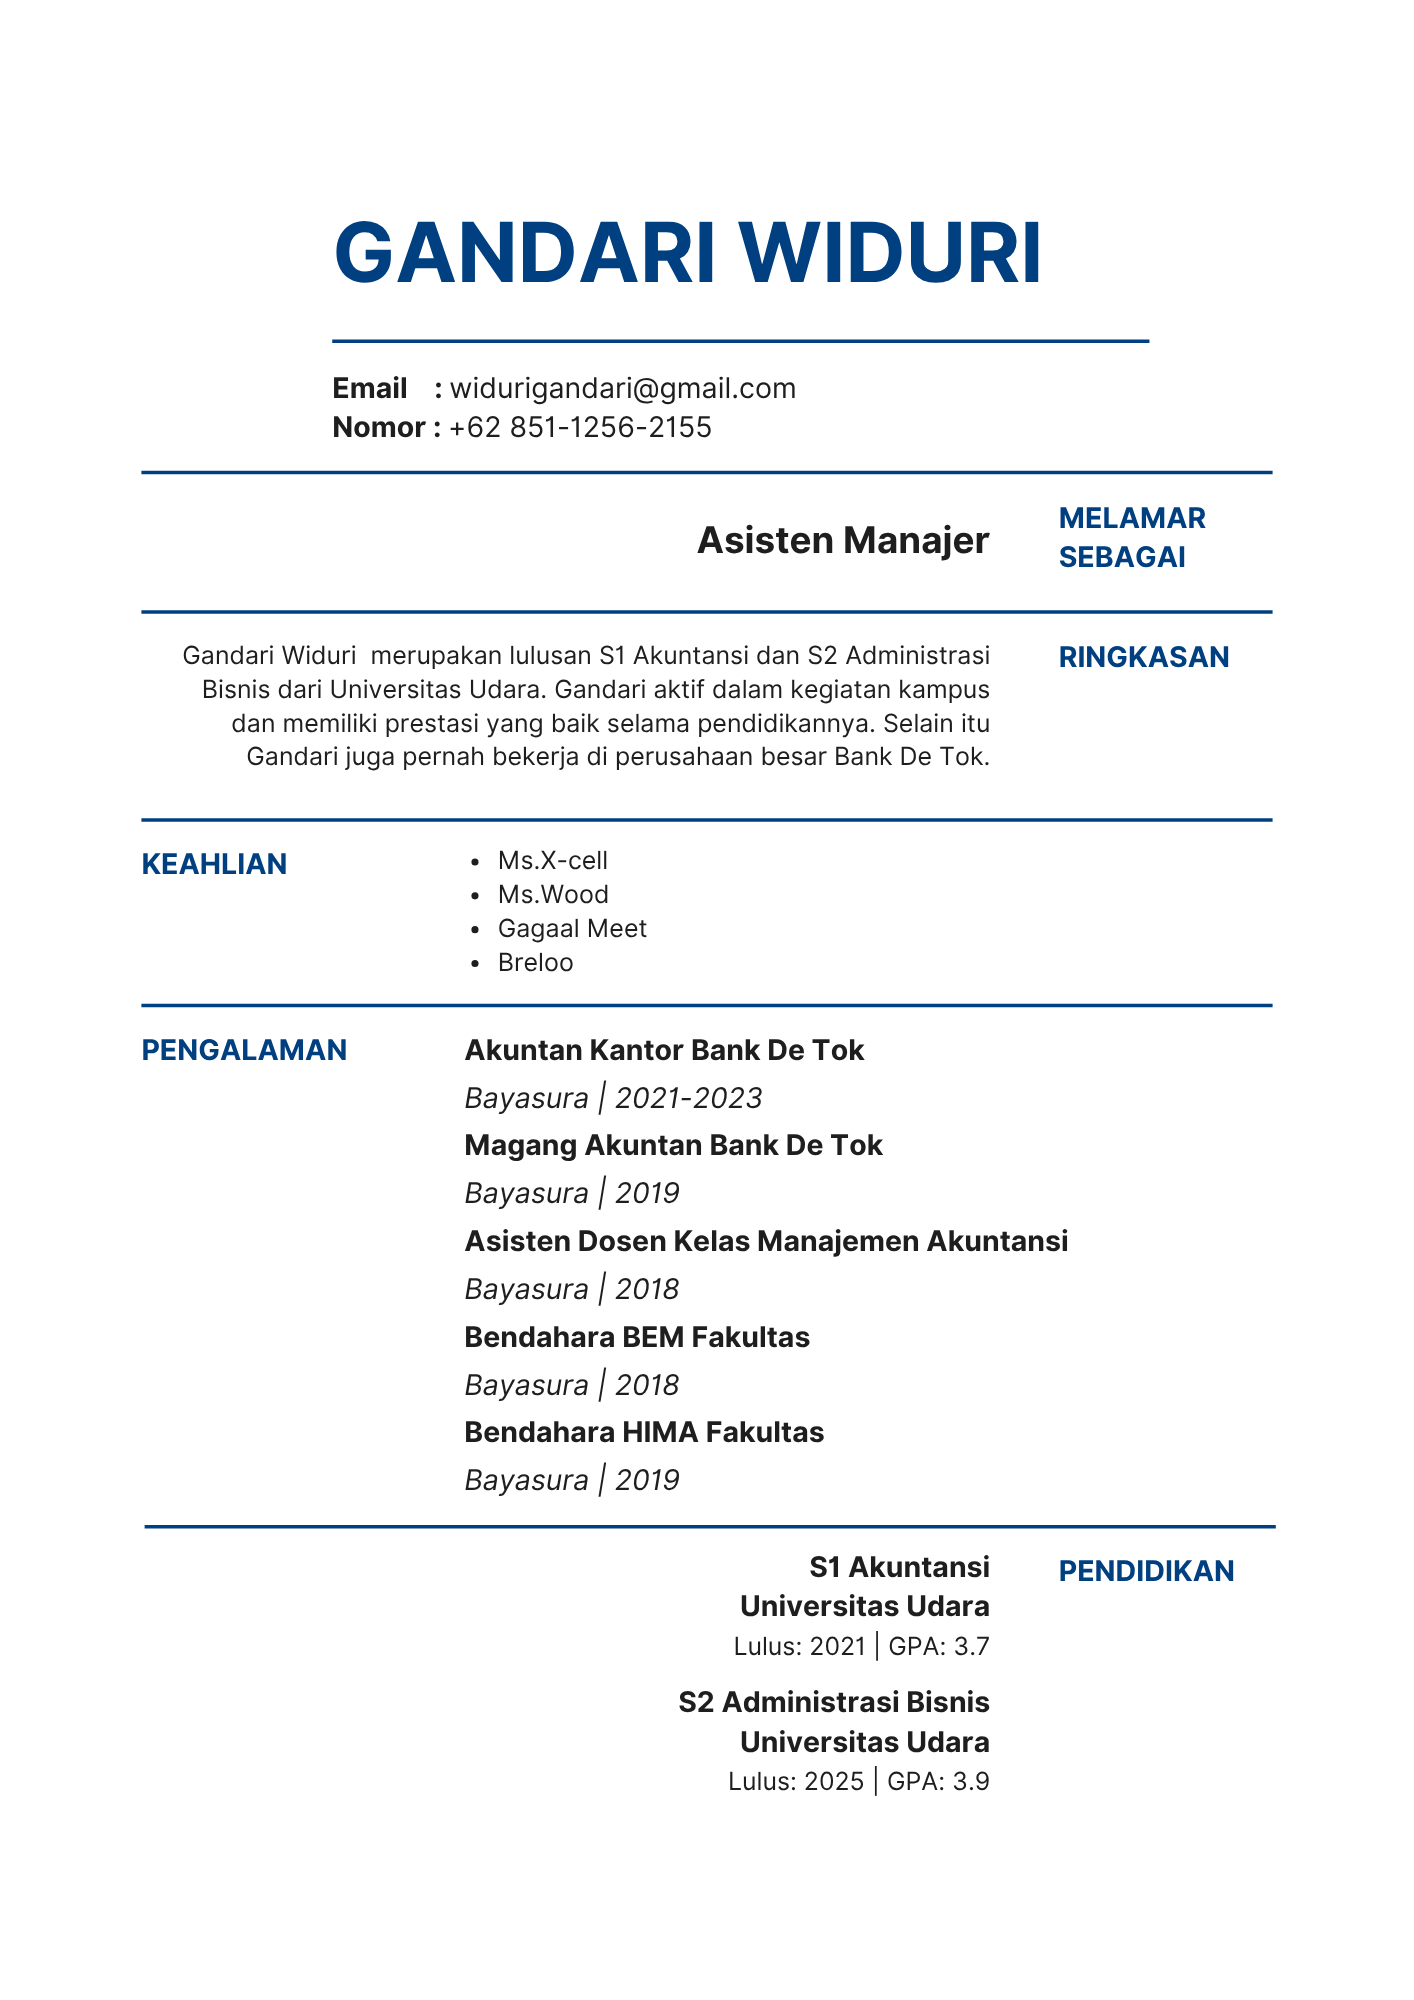 GANDARI WIDURI
Email : widurigandari@gmail.com
Nomor : +62 851-1256-2155
MELAMAR
SEBAGAI
Asisten Manajer
RINGKASAN
Gandari Widuri  merupakan lulusan S1 Akuntansi dan S2 Administrasi
Bisnis dari Universitas Udara. Gandari aktif dalam kegiatan kampus
dan memiliki prestasi yang baik selama pendidikannya. Selain itu
Gandari juga pernah bekerja di perusahaan besar Bank De Tok.
KEAHLIAN
• Ms.X-cell
• Ms.Wood
• Gagaal Meet
• Breloo
PENGALAMAN
Akuntan Kantor Bank De Tok
Bayasura | 2021-2023
Magang Akuntan Bank De Tok
Bayasura | 2019
Asisten Dosen Kelas Manajemen Akuntansi
Bayasura | 2018
Bendahara BEM Fakultas
Bayasura | 2018
Bendahara HIMA Fakultas
Bayasura | 2019
PENDIDIKAN
S1 Akuntansi
Universitas Udara
Lulus: 2021 | GPA: 3.7
S2 Administrasi Bisnis
Universitas Udara
Lulus: 2025 | GPA: 3.9